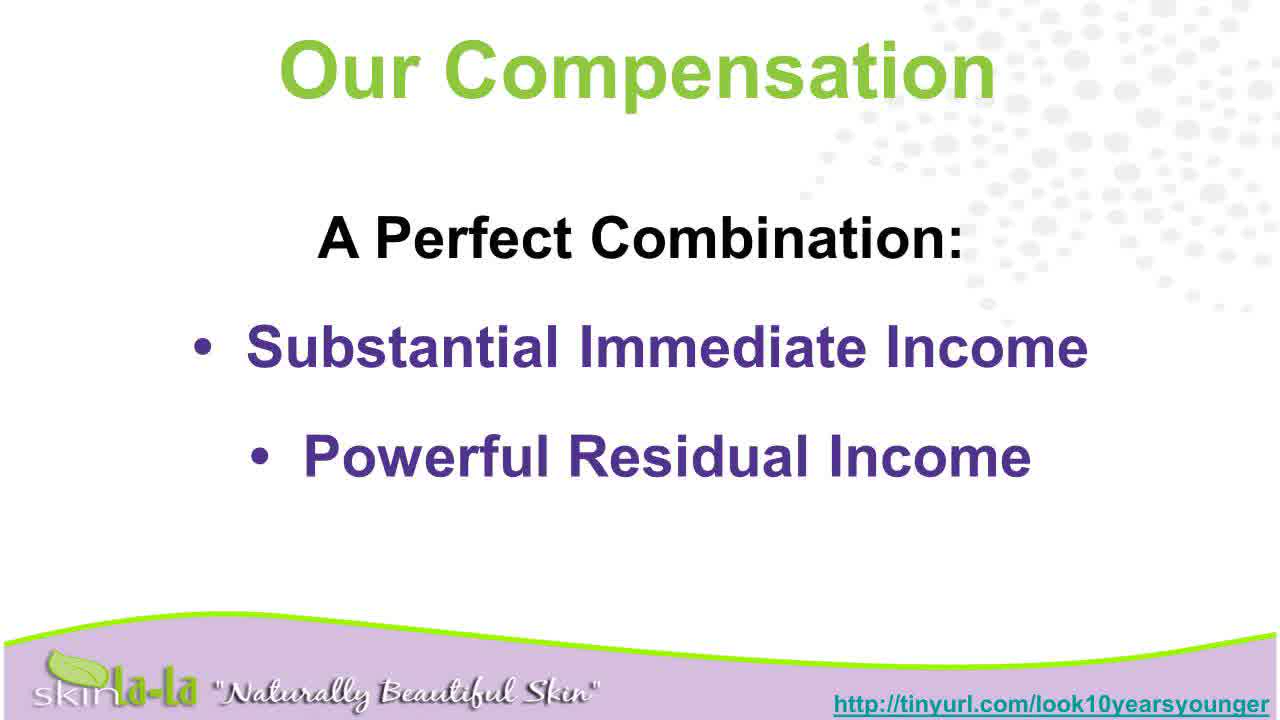 Our Compensation
A Perfect Combination:
• Substantial Immediate Income
• Powerful Residual Income
skin la-la "Naturally Beautiful Skin"
http://tinyurl.com/look10yearsyounger